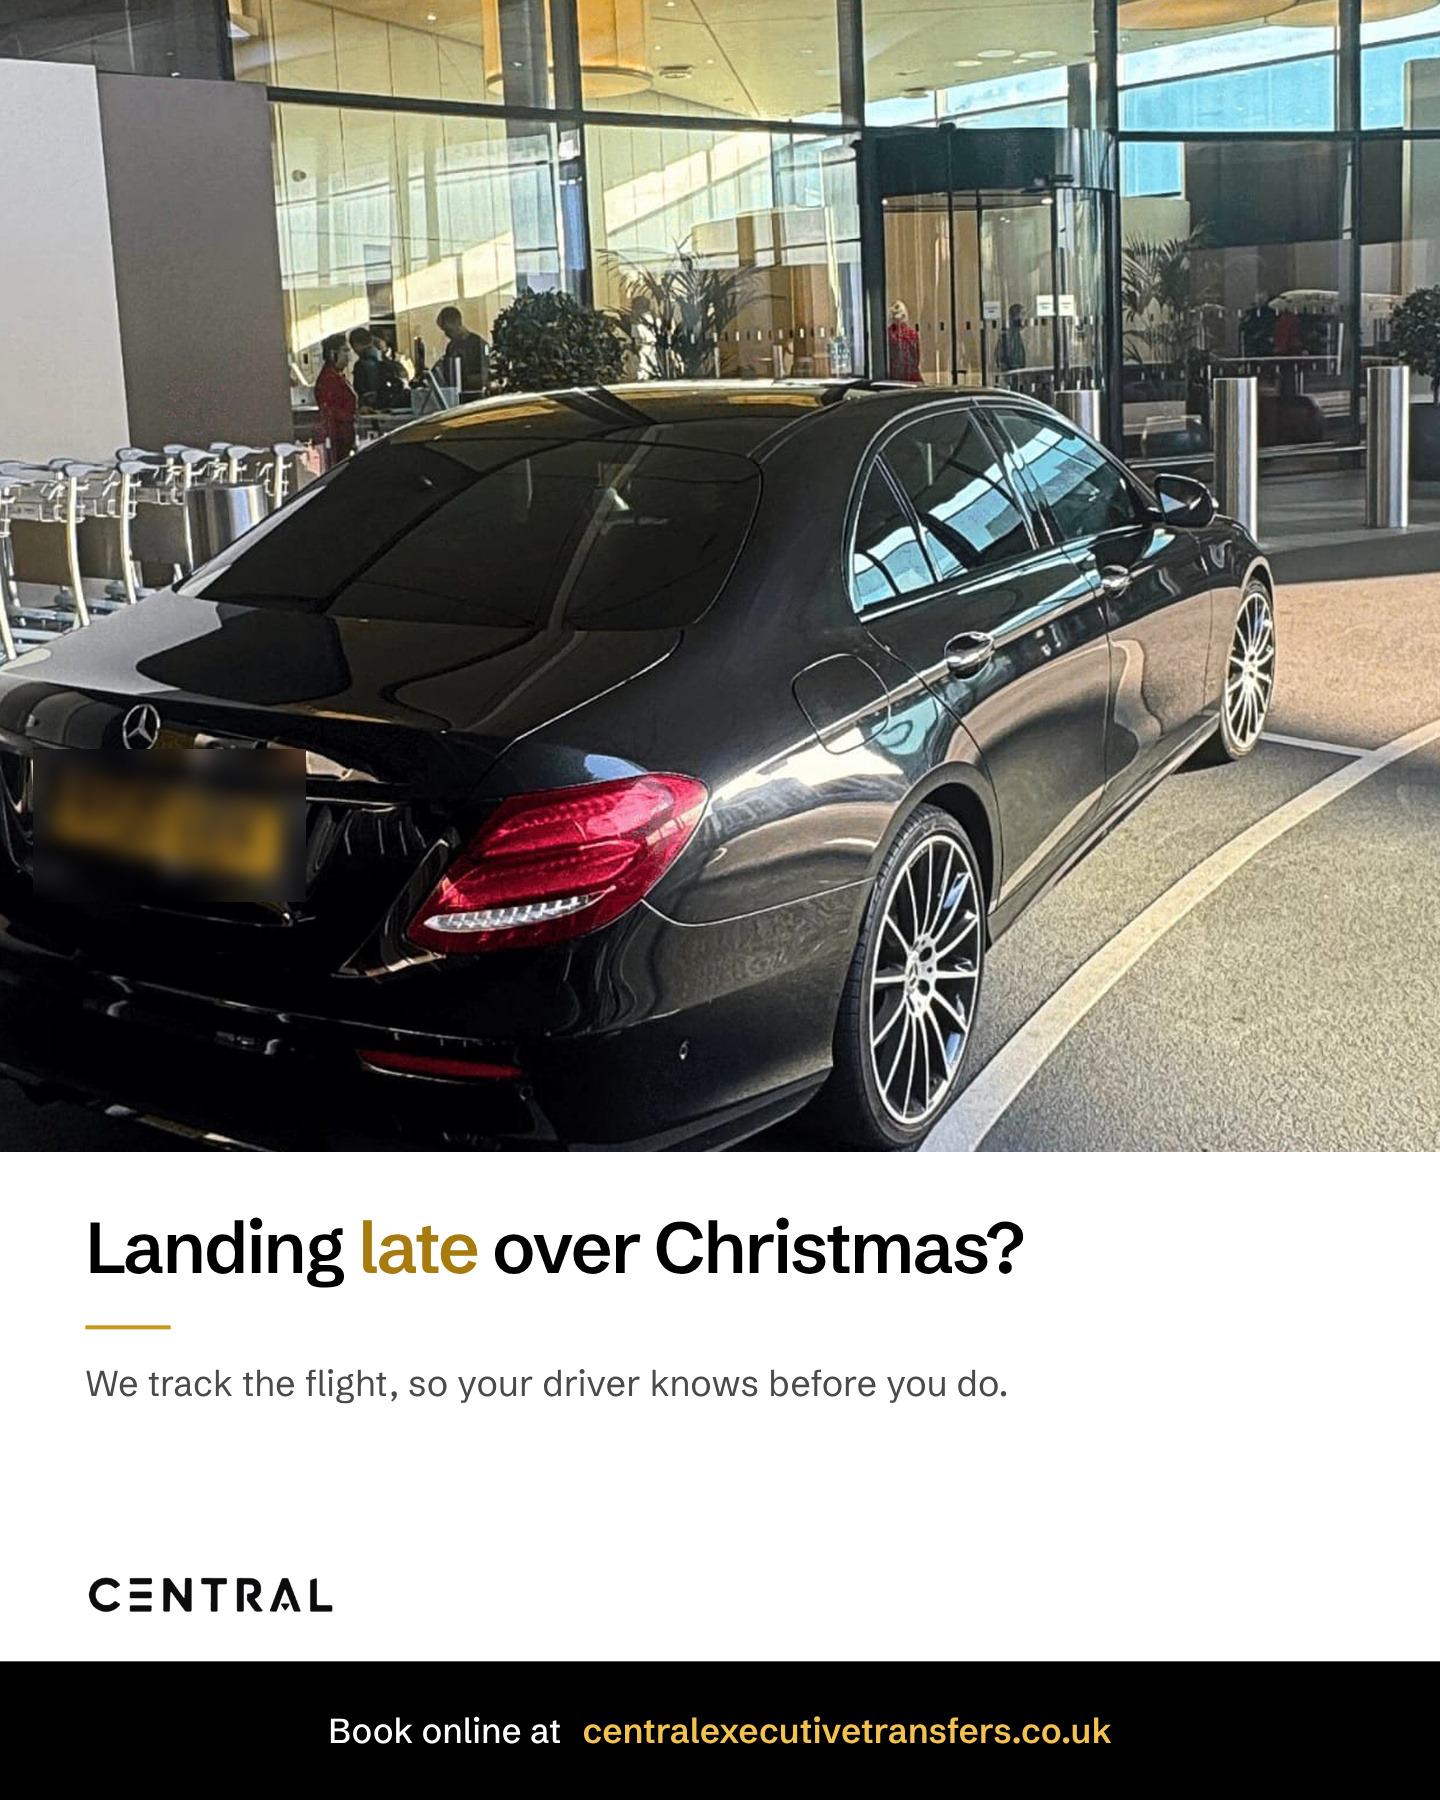 Landing late over Christmas?
We track the flight, so your driver knows before you do.
CENTRAL
Book online at centralexecutivetransfers.co.uk